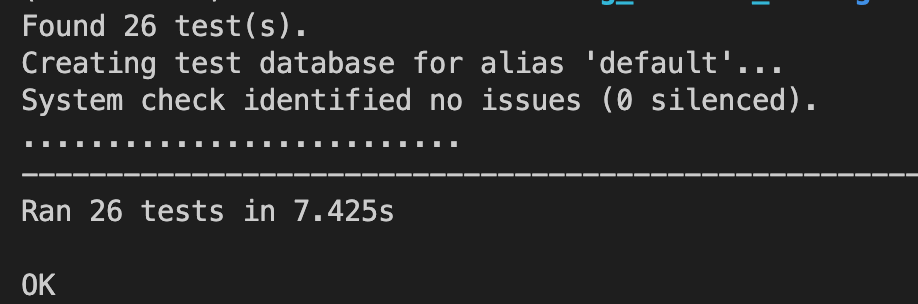 Found 26 test(s).
Creating test database for alias 'default'...
System check identified no issues (0 silenced).
..........................
----------------------------------------------------------------------
Ran 26 tests in 7.425s
OK